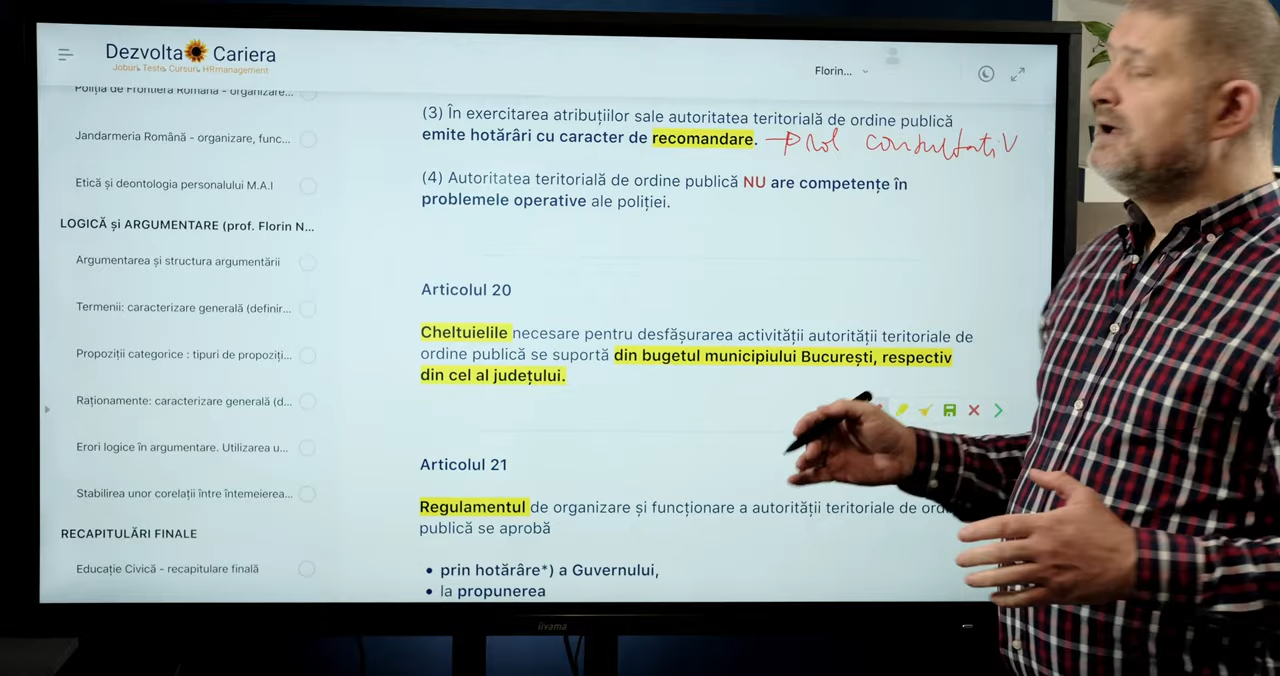 Dezvolta Cariera
Joburi, Teste, Cursuri, HRmanagement
Florin...
Poliția de Frontieră Română - organizare...
Jandarmeria Română - organizare, func...
Etică și deontologia personalului M.A.I
LOGICĂ și ARGUMENTARE (prof. Florin N...
Argumentarea și structura argumentării
Termenii: caracterizare generală (definir...
Propoziții categorice : tipuri de propoziți...
Raționamente: caracterizare generală (d...
Erori logice în argumentare. Utilizarea u...
Stabilirea unor corelații între întemeierea...
RECAPITULĂRI FINALE
Educație Civică - recapitulare finală
(3) În exercitarea atribuțiilor sale autoritatea teritorială de ordine publică
emite hotărâri cu caracter de recomandare. → rol consultativ
(4) Autoritatea teritorială de ordine publică NU are competențe în
problemele operative ale poliției.
Articolul 20
Cheltuielile necesare pentru desfășurarea activității autorității teritoriale de
ordine publică se suportă din bugetul municipiului București, respectiv
din cel al județului.
Articolul 21
Regulamentul de organizare și funcționare a autorității teritoriale de
publică se aprobă
• prin hotărâre*) a Guvernului,
• la propunerea
iiyama